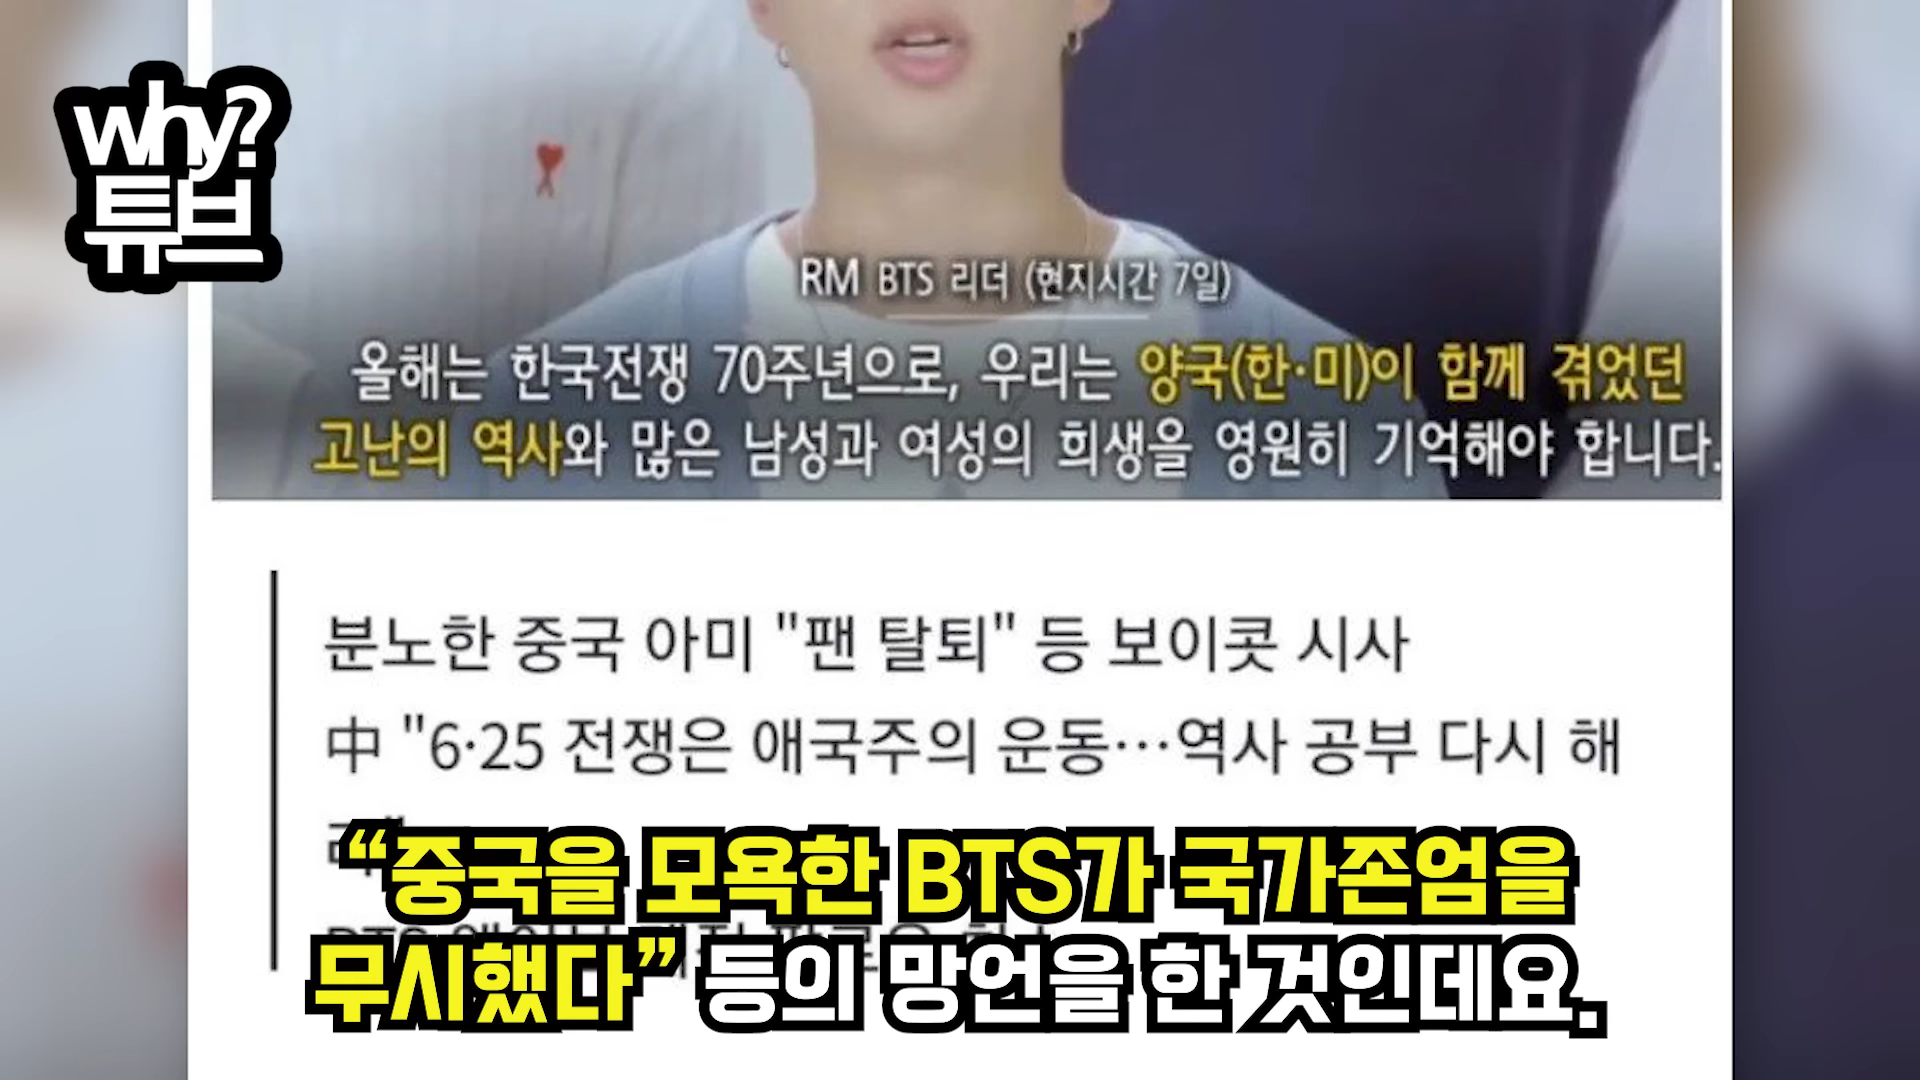 why?
튜브
RM BTS 리더 (현지시간 7일)
올해는 한국전쟁 70주년으로, 우리는 양국(한·미)이 함께 겪었던
고난의 역사와 많은 남성과 여성의 희생을 영원히 기억해야 합니다.
분노한 중국 아미 "팬 탈퇴" 등 보이콧 시사
中 "6·25 전쟁은 애국주의 운동…역사 공부 다시 해
“중국을 모욕한 BTS가 국가존엄을
무시했다” 등의 망언을 한 것인데요.